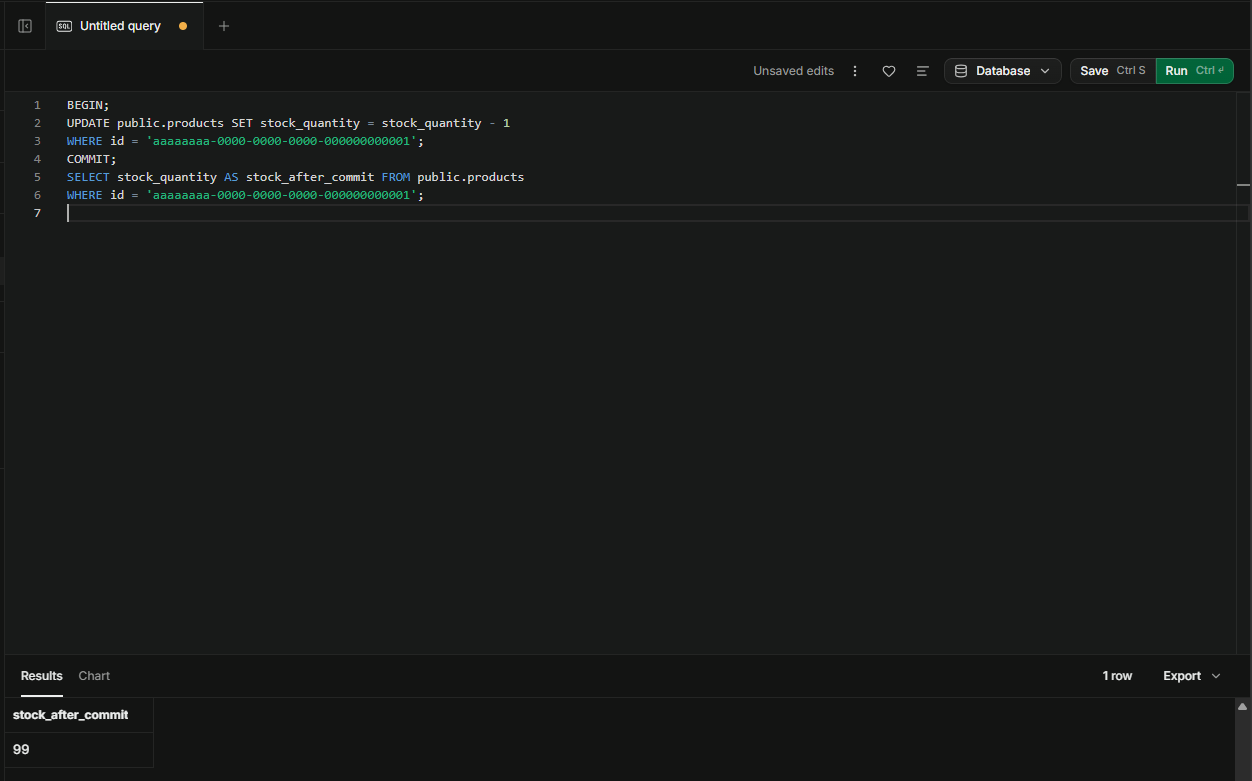 SQL Untitled query
Unsaved edits Database Save Ctrl S Run Ctrl ↵
1 BEGIN;
2 UPDATE public.products SET stock_quantity = stock_quantity - 1
3 WHERE id = 'aaaaaaaa-0000-0000-0000-000000000001';
4 COMMIT;
5 SELECT stock_quantity AS stock_after_commit FROM public.products
6 WHERE id = 'aaaaaaaa-0000-0000-0000-000000000001';
7
Results Chart 1 row Export
stock_after_commit
99